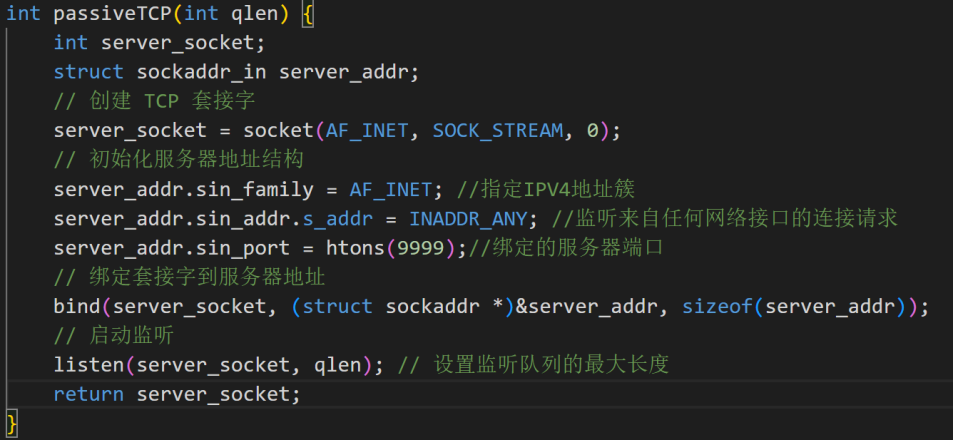 int passiveTCP(int qlen) {
    int server_socket;
    struct sockaddr_in server_addr;
    // 创建 TCP 套接字
    server_socket = socket(AF_INET, SOCK_STREAM, 0);
    // 初始化服务器地址结构
    server_addr.sin_family = AF_INET; //指定IPV4地址簇
    server_addr.sin_addr.s_addr = INADDR_ANY; //监听来自任何网络接口的连接请求
    server_addr.sin_port = htons(9999);//绑定的服务器端口
    // 绑定套接字到服务器地址
    bind(server_socket, (struct sockaddr *)&server_addr, sizeof(server_addr));
    // 启动监听
    listen(server_socket, qlen); // 设置监听队列的最大长度
    return server_socket;
}